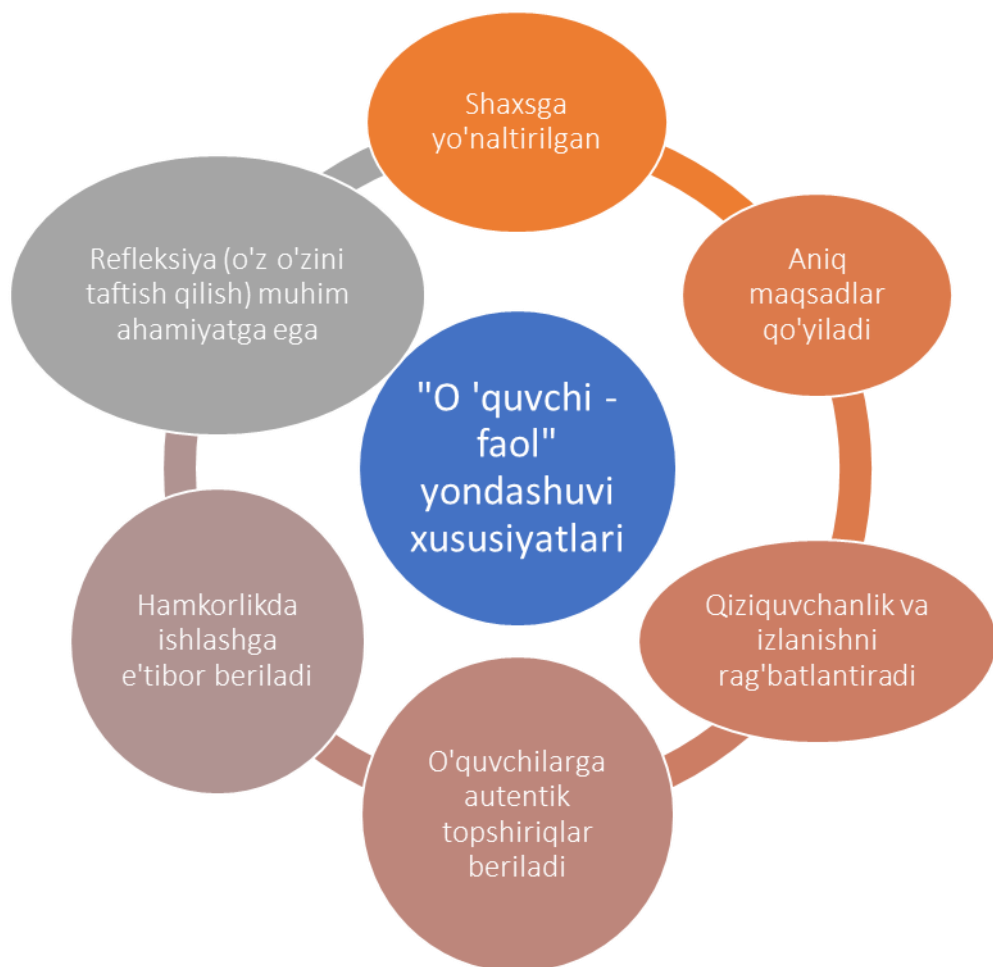 Shaxsga
yo'naltirilgan
Aniq
maqsadlar
qo'yiladi
Qiziquvchanlik va
izlanishni
rag'batlantiradi
O'quvchilarga
autentik
topshiriqlar
beriladi
Hamkorlikda
ishlashga
e'tibor beriladi
Refleksiya (o'z o'zini
taftish qilish) muhim
ahamiyatga ega
"O 'quvchi -
faol"
yondashuvi
xususiyatlari